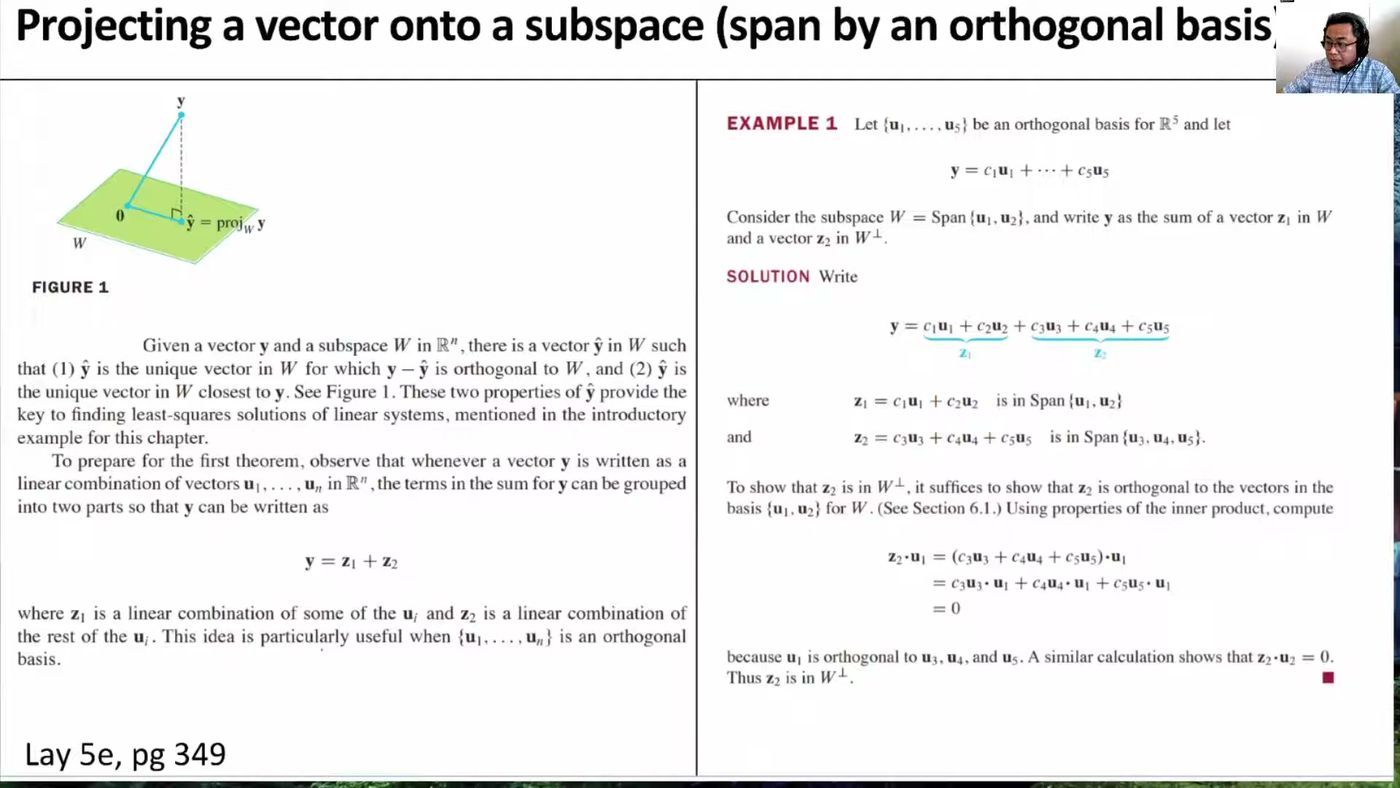 Projecting a vector onto a subspace (span by an orthogonal basis)
y
0
ŷ = proj_W y
W
FIGURE 1
Given a vector y and a subspace W in ℝⁿ, there is a vector ŷ in W such
that (1) ŷ is the unique vector in W for which y − ŷ is orthogonal to W, and (2) ŷ is
the unique vector in W closest to y. See Figure 1. These two properties of ŷ provide the
key to finding least-squares solutions of linear systems, mentioned in the introductory
example for this chapter.
To prepare for the first theorem, observe that whenever a vector y is written as a
linear combination of vectors u₁, . . . , uₙ in ℝⁿ, the terms in the sum for y can be grouped
into two parts so that y can be written as
y = z₁ + z₂
where z₁ is a linear combination of some of the uᵢ and z₂ is a linear combination of
the rest of the uᵢ. This idea is particularly useful when {u₁, . . . , uₙ} is an orthogonal
basis.
Lay 5e, pg 349
EXAMPLE 1 Let {u₁, . . . , u₅} be an orthogonal basis for ℝ⁵ and let
y = c₁u₁ + ··· + c₅u₅
Consider the subspace W = Span {u₁, u₂}, and write y as the sum of a vector z₁ in W
and a vector z₂ in W⊥.
SOLUTION Write
y = c₁u₁ + c₂u₂ + c₃u₃ + c₄u₄ + c₅u₅
z₁ z₂
where z₁ = c₁u₁ + c₂u₂ is in Span {u₁, u₂}
and z₂ = c₃u₃ + c₄u₄ + c₅u₅ is in Span {u₃, u₄, u₅}.
To show that z₂ is in W⊥, it suffices to show that z₂ is orthogonal to the vectors in the
basis {u₁, u₂} for W. (See Section 6.1.) Using properties of the inner product, compute
z₂·u₁ = (c₃u₃ + c₄u₄ + c₅u₅)·u₁
= c₃u₃·u₁ + c₄u₄·u₁ + c₅u₅·u₁
= 0
because u₁ is orthogonal to u₃, u₄, and u₅. A similar calculation shows that z₂·u₂ = 0.
Thus z₂ is in W⊥.